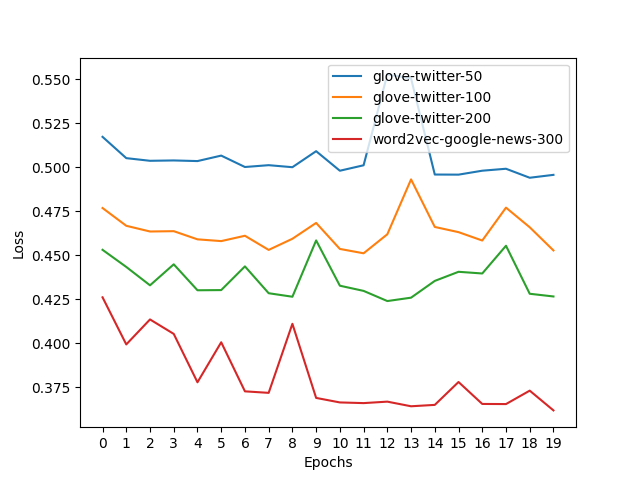 glove-twitter-50
glove-twitter-100
glove-twitter-200
word2vec-google-news-300
0.550
0.525
0.500
0.475
0.450
0.425
0.400
0.375
Loss
0 1 2 3 4 5 6 7 8 9 10 11 12 13 14 15 16 17 18 19
Epochs